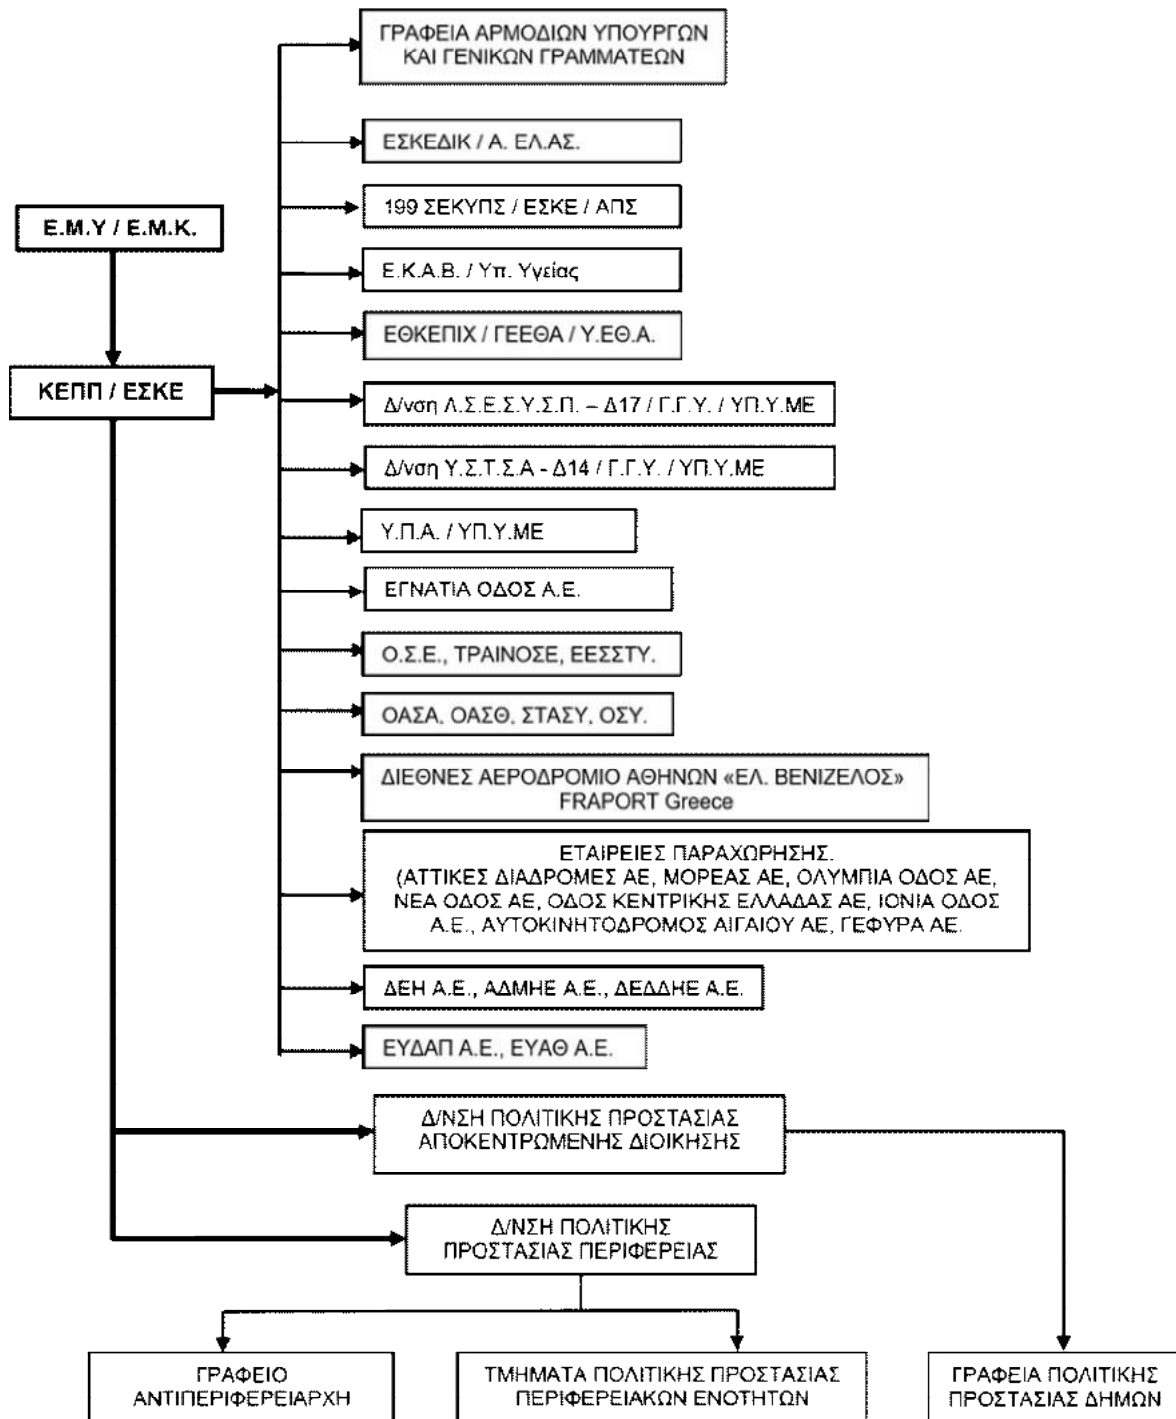 ΓΡΑΦΕΙΑ ΑΡΜΟΔΙΩΝ ΥΠΟΥΡΓΩΝ
ΚΑΙ ΓΕΝΙΚΩΝ ΓΡΑΜΜΑΤΕΩΝ
ΕΣΚΕΔΙΚ / Α. ΕΛ.ΑΣ.
199 ΣΕΚΥΠΣ / ΕΣΚΕ / ΑΠΣ
Ε.Μ.Υ / Ε.Μ.Κ.
Ε.Κ.Α.Β. / Υπ. Υγείας
ΕΘΚΕΠΙΧ / ΓΕΕΘΑ / Υ.ΕΘ.Α.
ΚΕΠΠ / ΕΣΚΕ
Δ/νση Λ.Σ.Ε.Σ.Υ.Σ.Π. – Δ17 / Γ.Γ.Υ. / ΥΠ.Υ.ΜΕ
Δ/νση Υ.Σ.Τ.Σ.Α - Δ14 / Γ.Γ.Υ. / ΥΠ.Υ.ΜΕ
Υ.Π.Α. / ΥΠ.Υ.ΜΕ
ΕΓΝΑΤΙΑ ΟΔΟΣ Α.Ε.
Ο.Σ.Ε., ΤΡΑΙΝΟΣΕ, ΕΕΣΣΤΥ.
ΟΑΣΑ, ΟΑΣΘ, ΣΤΑΣΥ, ΟΣΥ.
ΔΙΕΘΝΕΣ ΑΕΡΟΔΡΟΜΙΟ ΑΘΗΝΩΝ «ΕΛ. ΒΕΝΙΖΕΛΟΣ»
FRAPORT Greece
ΕΤΑΙΡΕΙΕΣ ΠΑΡΑΧΩΡΗΣΗΣ.
(ΑΤΤΙΚΕΣ ΔΙΑΔΡΟΜΕΣ ΑΕ, ΜΟΡΕΑΣ ΑΕ, ΟΛΥΜΠΙΑ ΟΔΟΣ ΑΕ,
ΝΕΑ ΟΔΟΣ ΑΕ, ΟΔΟΣ ΚΕΝΤΡΙΚΗΣ ΕΛΛΑΔΑΣ ΑΕ, ΙΟΝΙΑ ΟΔΟΣ
Α.Ε., ΑΥΤΟΚΙΝΗΤΟΔΡΟΜΟΣ ΑΙΓΑΙΟΥ ΑΕ, ΓΕΦΥΡΑ ΑΕ.
ΔΕΗ Α.Ε., ΑΔΜΗΕ Α.Ε., ΔΕΔΔΗΕ Α.Ε.
ΕΥΔΑΠ Α.Ε., ΕΥΑΘ Α.Ε.
Δ/ΝΣΗ ΠΟΛΙΤΙΚΗΣ ΠΡΟΣΤΑΣΙΑΣ
ΑΠΟΚΕΝΤΡΩΜΕΝΗΣ ΔΙΟΙΚΗΣΗΣ
Δ/ΝΣΗ ΠΟΛΙΤΙΚΗΣ
ΠΡΟΣΤΑΣΙΑΣ ΠΕΡΙΦΕΡΕΙΑΣ
ΓΡΑΦΕΙΟ
ΑΝΤΙΠΕΡΙΦΕΡΕΙΑΡΧΗ
ΤΜΗΜΑΤΑ ΠΟΛΙΤΙΚΗΣ ΠΡΟΣΤΑΣΙΑΣ
ΠΕΡΙΦΕΡΕΙΑΚΩΝ ΕΝΟΤΗΤΩΝ
ΓΡΑΦΕΙΑ ΠΟΛΙΤΙΚΗΣ
ΠΡΟΣΤΑΣΙΑΣ ΔΗΜΩΝ